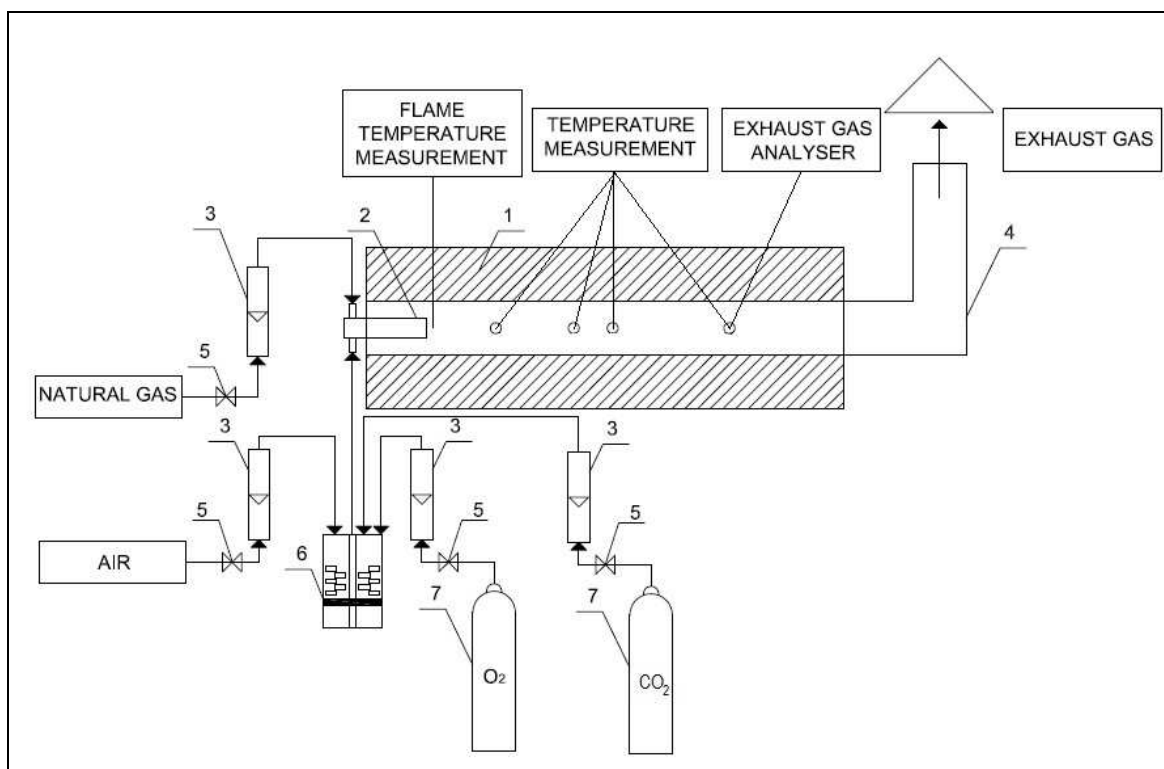 FLAME
TEMPERATURE
MEASUREMENT
TEMPERATURE
MEASUREMENT
EXHAUST GAS
ANALYSER
EXHAUST GAS
3
2
1
4
5
NATURAL GAS
3
3
3
5
5
5
AIR
6
7
7
O₂
CO₂